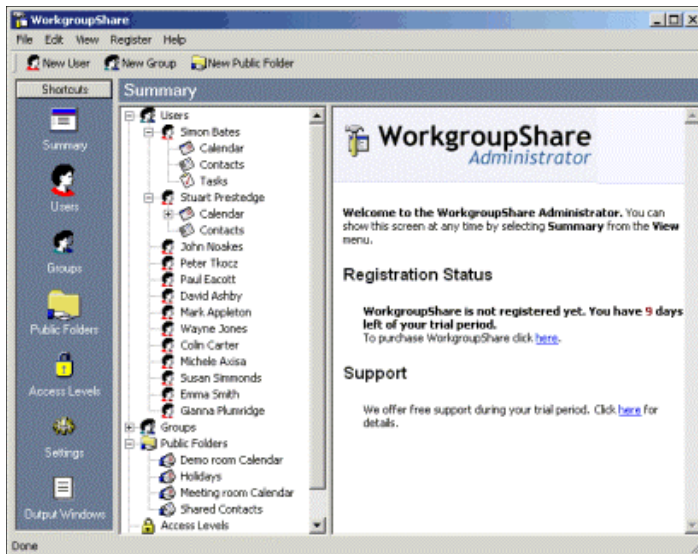 WorkgroupShare
File Edit View Register Help
New User New Group New Public Folder
Shortcuts
Summary
Users
Groups
Public Folders
Access Levels
Settings
Output Windows
Summary
Users
Simon Bates
Calendar
Contacts
Tasks
Stuart Prestedge
Calendar
Contacts
John Noakes
Peter Tkocz
Paul Eacott
David Ashby
Mark Appleton
Wayne Jones
Colin Carter
Michele Axisa
Susan Simmonds
Emma Smith
Gianna Plumridge
Groups
Public Folders
Demo room Calendar
Holidays
Meeting room Calendar
Shared Contacts
Access Levels
WorkgroupShare
Administrator
Welcome to the WorkgroupShare Administrator. You can
show this screen at any time by selecting Summary from the View
menu.
Registration Status
WorkgroupShare is not registered yet. You have 9 days
left of your trial period.
To purchase WorkgroupShare click here.
Support
We offer free support during your trial period. Click here for
details.
Done